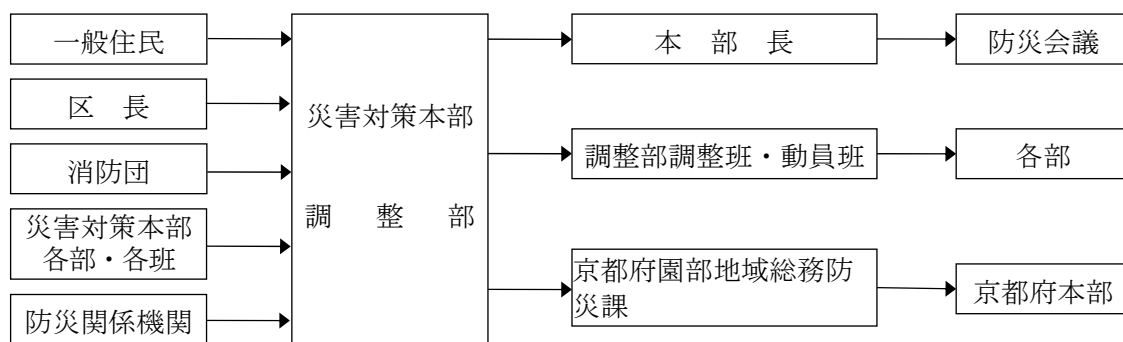 一般住民
区　長
消防団
災害対策本部
各部・各班
防災関係機関
災害対策本部
調　整　部
本　部　長
調整部調整班・動員班
京都府園部地域総務防
災課
防災会議
各部
京都府本部